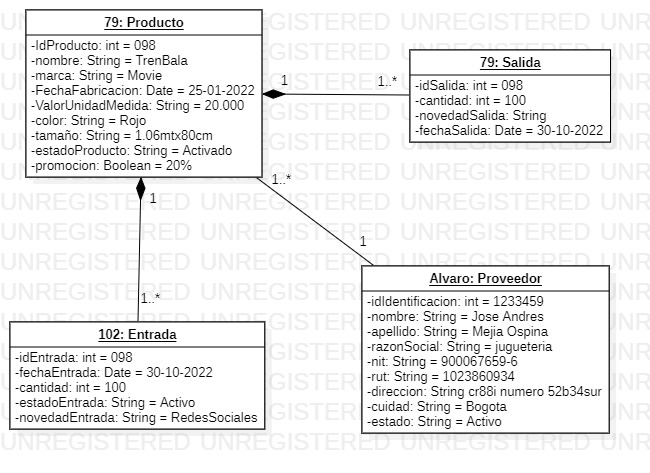 79: Producto
-IdProducto: int = 098
-nombre: String = TrenBala
-marca: String = Movie
-FechaFabricacion: Date = 25-01-2022
-ValorUnidadMedida: String = 20.000
-color: String = Rojo
-tamaño: String = 1.06mtx80cm
-estadoProducto: String = Activado
-promocion: Boolean = 20%
1
1..*
79: Salida
-idSalida: int = 098
-cantidad: int = 100
-novedadSalida: String
-fechaSalida: Date = 30-10-2022
1
1..*
1..*
1
102: Entrada
-idEntrada: int = 098
-fechaEntrada: Date = 30-10-2022
-cantidad: int = 100
-estadoEntrada: String = Activo
-novedadEntrada: String = RedesSociales
Alvaro: Proveedor
-idIdentificacion: int = 1233459
-nombre: String = Jose Andres
-apellido: String = Mejia Ospina
-razonSocial: String = jugueteria
-nit: String = 900067659-6
-rut: String = 1023860934
-direccion: String cr88i numero 52b34sur
-cuidad: String = Bogota
-estado: String = Activo
UNREGISTERED UNREGISTERED UNREGISTERED